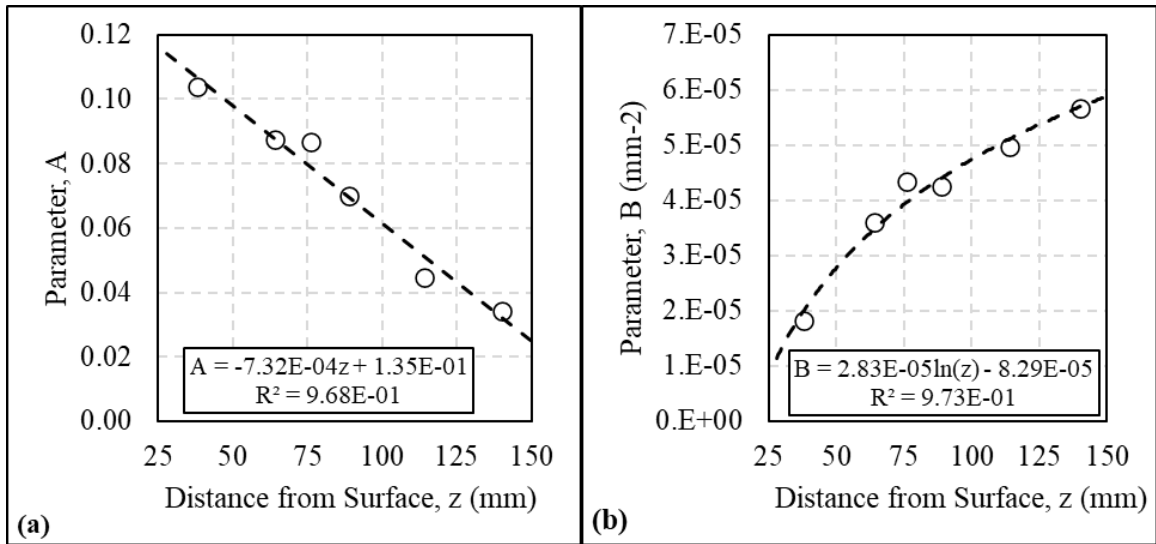 0.12
0.10
0.08
0.06
0.04
0.02
0.00
Parameter, A
A = -7.32E-04z + 1.35E-01
R² = 9.68E-01
25 50 75 100 125 150
Distance from Surface, z (mm)
(a)
7.E-05
6.E-05
5.E-05
4.E-05
3.E-05
2.E-05
1.E-05
0.E+00
Parameter, B (mm-2)
B = 2.83E-05ln(z) - 8.29E-05
R² = 9.73E-01
25 50 75 100 125 150
Distance from Surface, z (mm)
(b)